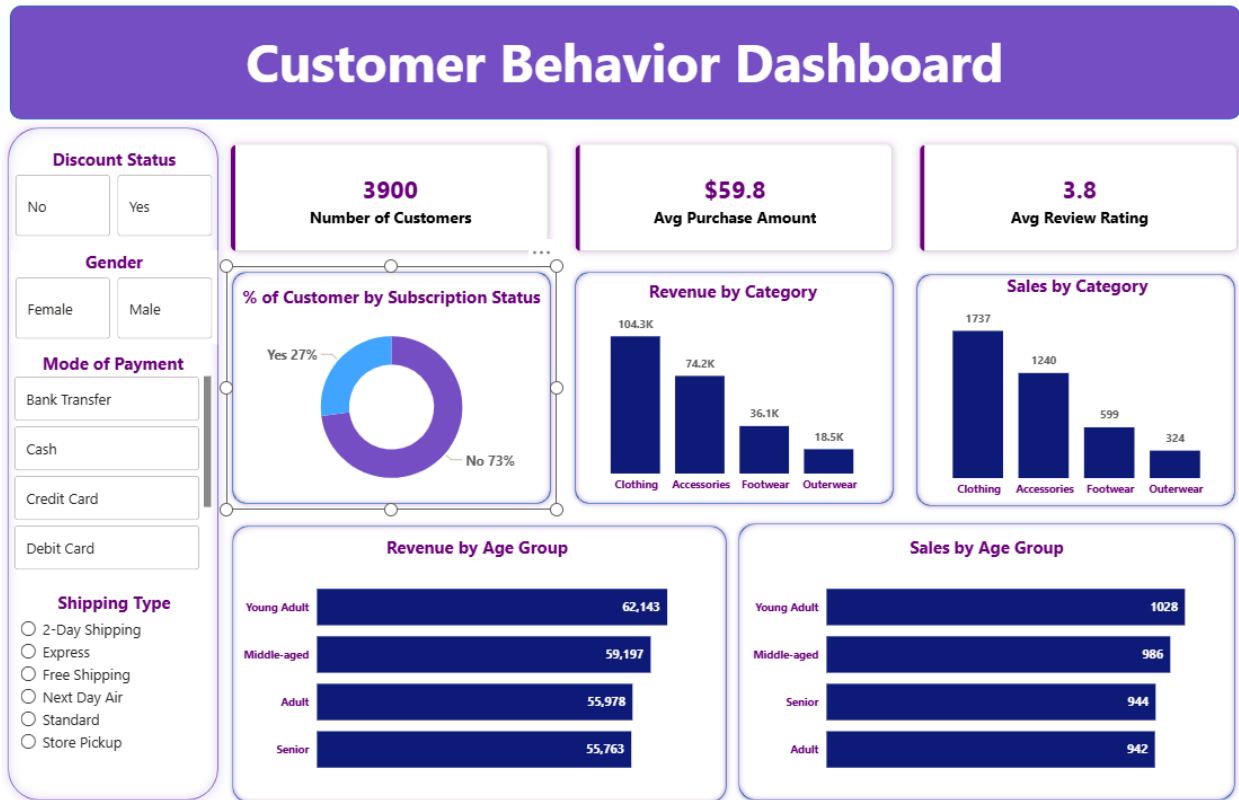 Customer Behavior Dashboard
Discount Status
No
Yes
Gender
Female
Male
Mode of Payment
Bank Transfer
Cash
Credit Card
Debit Card
Shipping Type
2-Day Shipping
Express
Free Shipping
Next Day Air
Standard
Store Pickup
3900
Number of Customers
$59.8
Avg Purchase Amount
3.8
Avg Review Rating
% of Customer by Subscription Status
Yes 27%
No 73%
Revenue by Category
104.3K
74.2K
36.1K
18.5K
Clothing Accessories Footwear Outerwear
Sales by Category
1737
1240
599
324
Clothing Accessories Footwear Outerwear
Revenue by Age Group
Young Adult 62,143
Middle-aged 59,197
Adult 55,978
Senior 55,763
Sales by Age Group
Young Adult 1028
Middle-aged 986
Senior 944
Adult 942